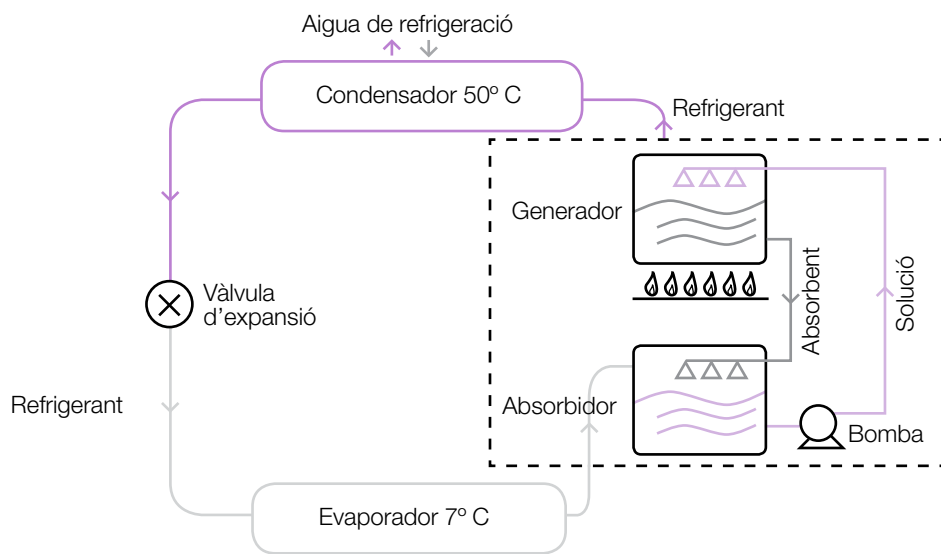 Aigua de refrigeració
Condensador 50º C
Refrigerant
Generador
Absorbent
Solució
Vàlvula
d’expansió
Refrigerant
Absorbidor
Bomba
Evaporador 7º C